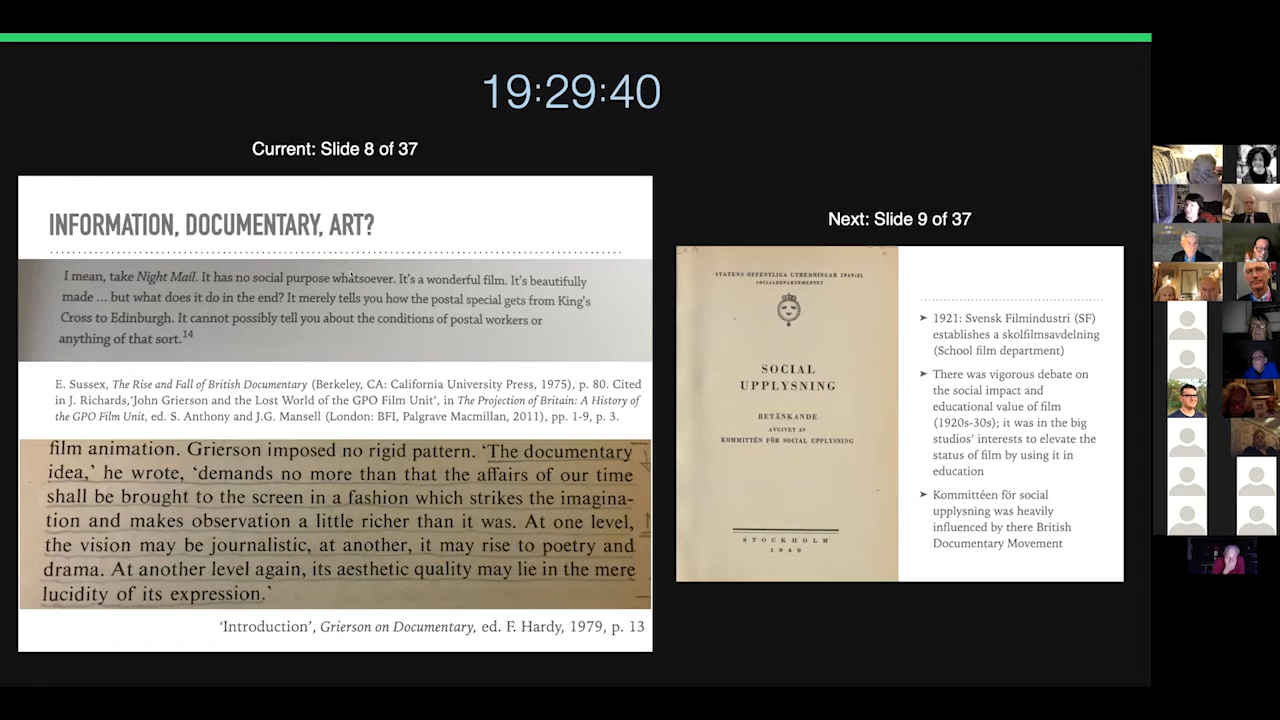 19:29:40
Current: Slide 8 of 37
INFORMATION, DOCUMENTARY, ART?
I mean, take Night Mail. It has no social purpose whatsoever. It's a wonderful film. It's beautifully
made ... but what does it do in the end? It merely tells you how the postal special gets from King's
Cross to Edinburgh. It cannot possibly tell you about the conditions of postal workers or
anything of that sort.14
E. Sussex, The Rise and Fall of British Documentary (Berkeley, CA: California University Press, 1975), p. 80. Cited
in J. Richards,'John Grierson and the Lost World of the GPO Film Unit', in The Projection of Britain: A History of
the GPO Film Unit, ed. S. Anthony and J.G. Mansell (London: BFI, Palgrave Macmillan, 2011), pp. 1-9, p. 3.
film animation. Grierson imposed no rigid pattern. 'The documentary
idea,' he wrote, 'demands no more than that the affairs of our time
shall be brought to the screen in a fashion which strikes the imagina-
tion and makes observation a little richer than it was. At one level,
the vision may be journalistic, at another, it may rise to poetry and
drama. At another level again, its aesthetic quality may lie in the mere
lucidity of its expression.'
'Introduction', Grierson on Documentary, ed. F. Hardy, 1979, p. 13
Next: Slide 9 of 37
STATENS OFFENTLIGA UTREDNINGAR 1949:31
SOCIALDEPARTEMENTET
SOCIAL
UPPLYSNING
BETÄNKANDE
AVGIVET AV
KOMMITTÉN FÖR SOCIAL UPPLYSNING
STOCKHOLM
1949
➤ 1921: Svensk Filmindustri (SF)
establishes a skolfilmsavdelning
(School film department)
➤ There was vigorous debate on
the social impact and
educational value of film
(1920s-30s); it was in the big
studios' interests to elevate the
status of film by using it in
education
➤ Kommittéen för social
upplysning was heavily
influenced by there British
Documentary Movement